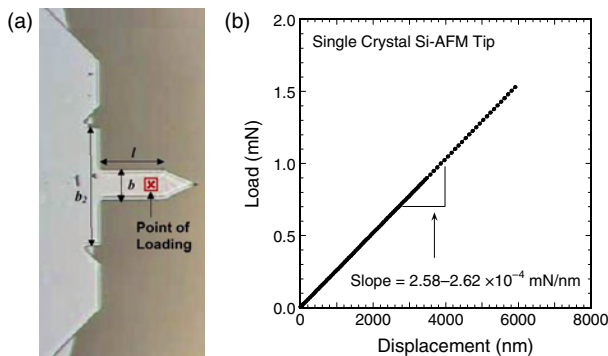 (a)
l
b
b₂
Point of
Loading
(b)
Single Crystal Si-AFM Tip
Load (mN)
2.0
1.5
1.0
0.5
0.0
Slope = 2.58–2.62 ×10⁻⁴ mN/nm
0 2000 4000 6000 8000
Displacement (nm)